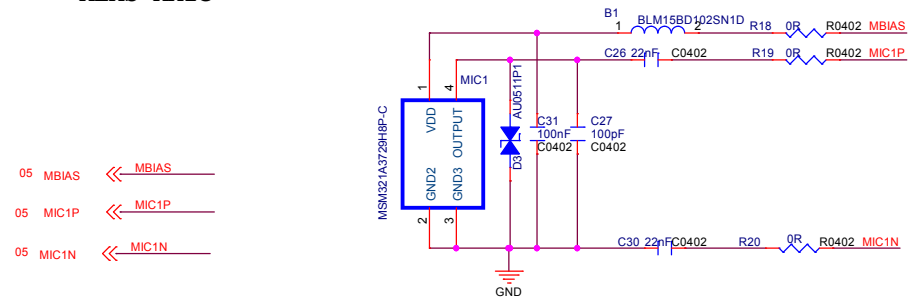 B1
1 BLM15BD102SN1D 2 R18 0R R0402 MBIAS
C26 22nF C0402 R19 0R R0402 MIC1P
1 4 MIC1
AU0511P1
VDD OUTPUT
MSM321A3729H8P-C
C31 C27
100nF 100pF
C0402 C0402
D3
GND2 GND3
05 MBIAS MBIAS
05 MIC1P MIC1P
2 3
C30 22nF C0402 R20 0R R0402 MIC1N
05 MIC1N MIC1N
GND